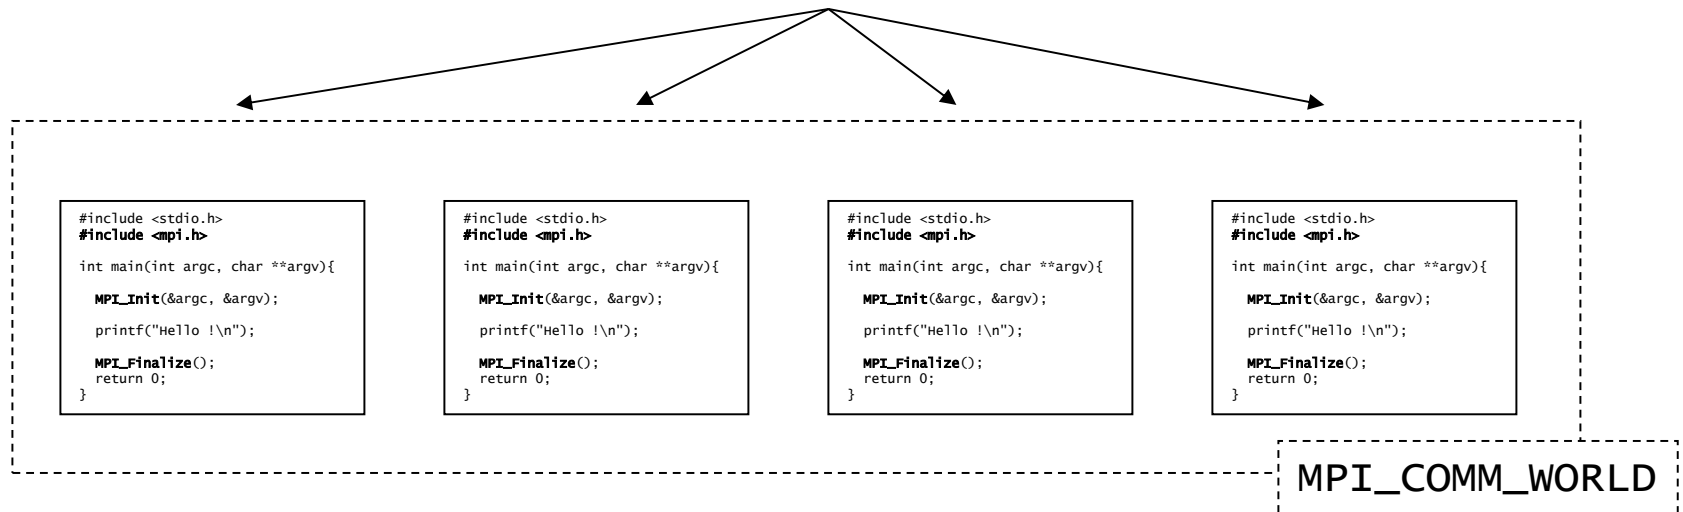 #include <stdio.h>
#include <mpi.h>
int main(int argc, char **argv){
MPI_Init(&argc, &argv);
printf("Hello !\n");
MPI_Finalize();
return 0;
}
#include <stdio.h>
#include <mpi.h>
int main(int argc, char **argv){
MPI_Init(&argc, &argv);
printf("Hello !\n");
MPI_Finalize();
return 0;
}
#include <stdio.h>
#include <mpi.h>
int main(int argc, char **argv){
MPI_Init(&argc, &argv);
printf("Hello !\n");
MPI_Finalize();
return 0;
}
#include <stdio.h>
#include <mpi.h>
int main(int argc, char **argv){
MPI_Init(&argc, &argv);
printf("Hello !\n");
MPI_Finalize();
return 0;
}
MPI_COMM_WORLD